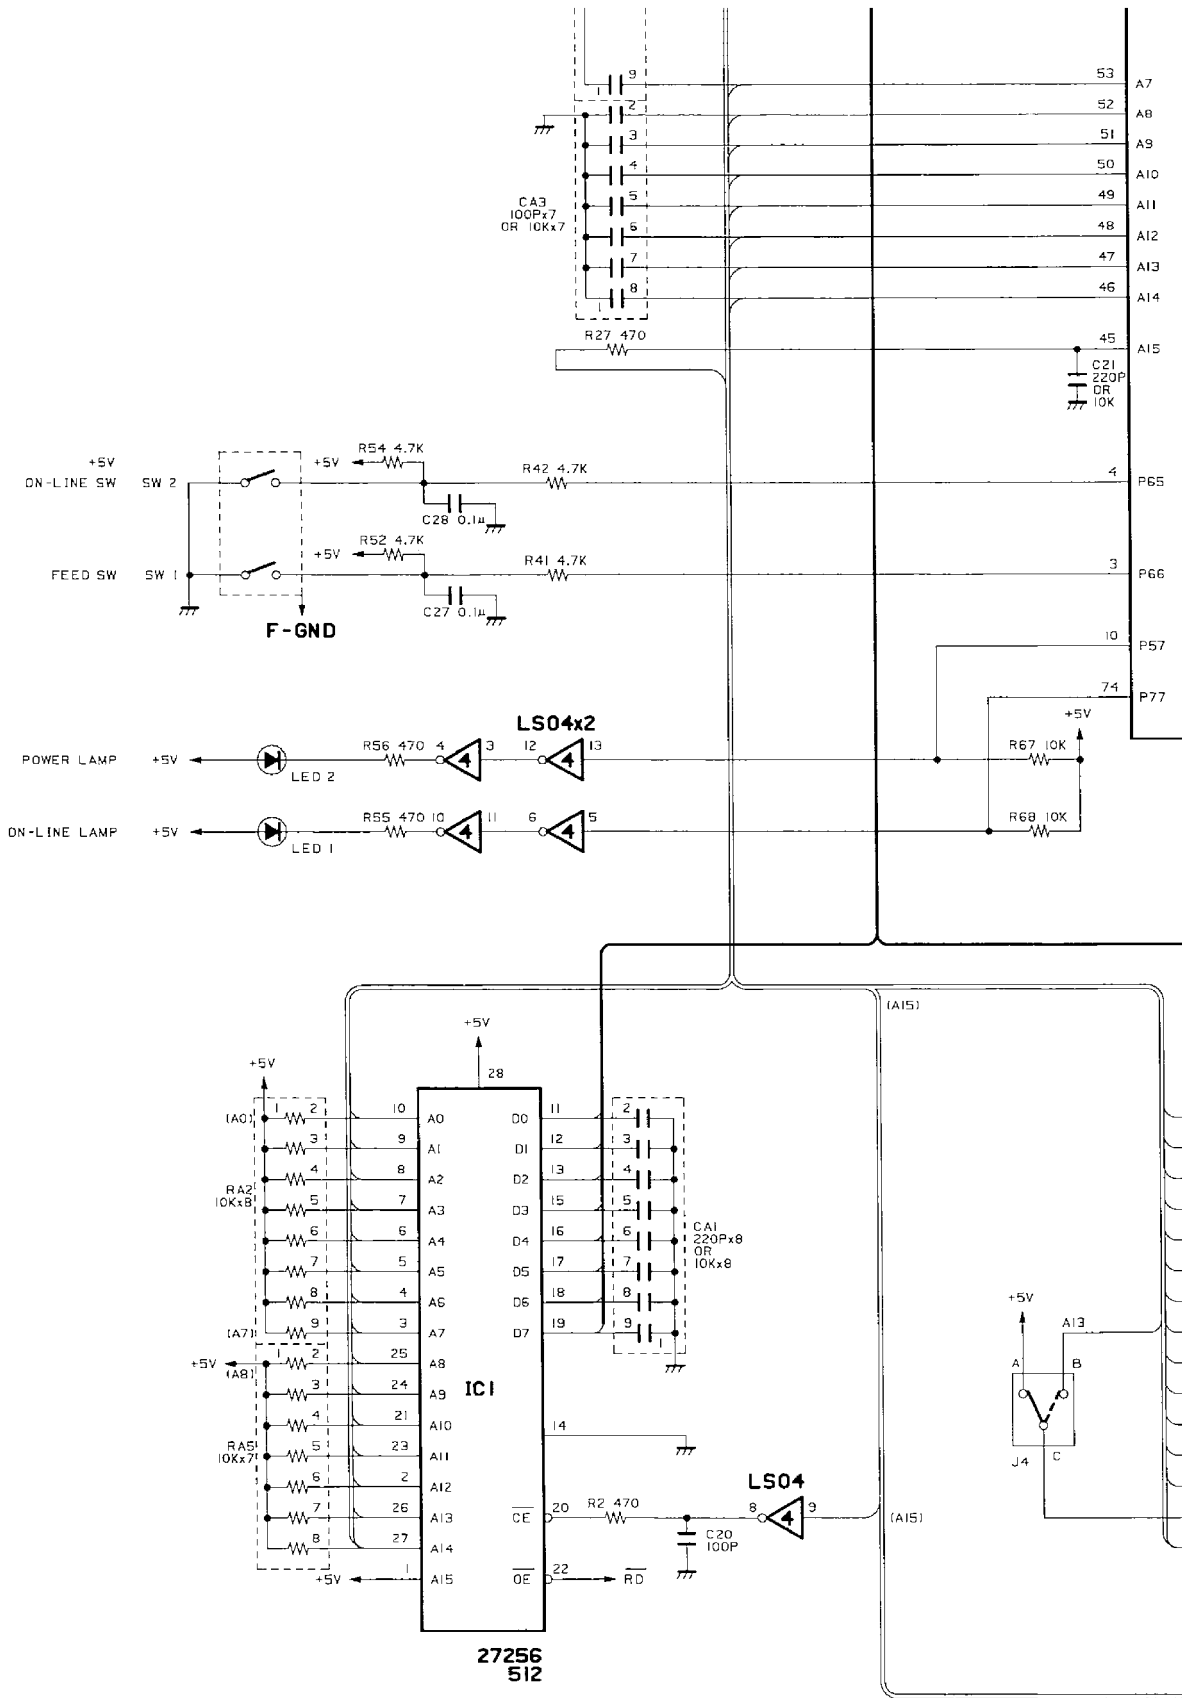 9 53 A7
1
2 52 A8
3 51 A9
4 50 A10
5 49 A11
CA3
100Px7
OR 10Kx7
6 48 A12
7 47 A13
8 46 A14
1
R27 470 45 A15
C21
220P
OR
10K
+5V
ON-LINE SW SW 2
+5V R54 4.7K
R42 4.7K 4 P65
C28 0.1µ
FEED SW SW 1
+5V R52 4.7K
R41 4.7K 3 P66
C27 0.1µ
F-GND
10 P57
74 P77
+5V
LS04x2
POWER LAMP +5V LED 2 R56 470 4 4 3 12 4 13 R67 10K
ON-LINE LAMP +5V LED 1 R55 470 10 4 11 6 4 5 R68 10K
(A15)
+5V
28
+5V
(A0) 1 2 10 A0 D0 11 2
3 9 A1 D1 12 3
4 8 A2 D2 13 4
RA2
10Kx8
5 7 A3 D3 15 5
6 6 A4 D4 16 6
CA1
220Px8
OR
10Kx8
7 5 A5 D5 17 7
8 4 A6 D6 18 8
(A7) 9 3 A7 D7 19 9 1
+5V (A8) 1 2 25 A8
3 24 A9
IC1
4 21 A10 14
RA5
10Kx7
5 23 A11
6 2 A12
7 26 A13 CE 20 R2 470 8 4 9 (A15)
LS04
C20
100P
8 27 A14
+5V 1 A15 OE 22 RD
+5V A13
A B
J4 C
27256
512